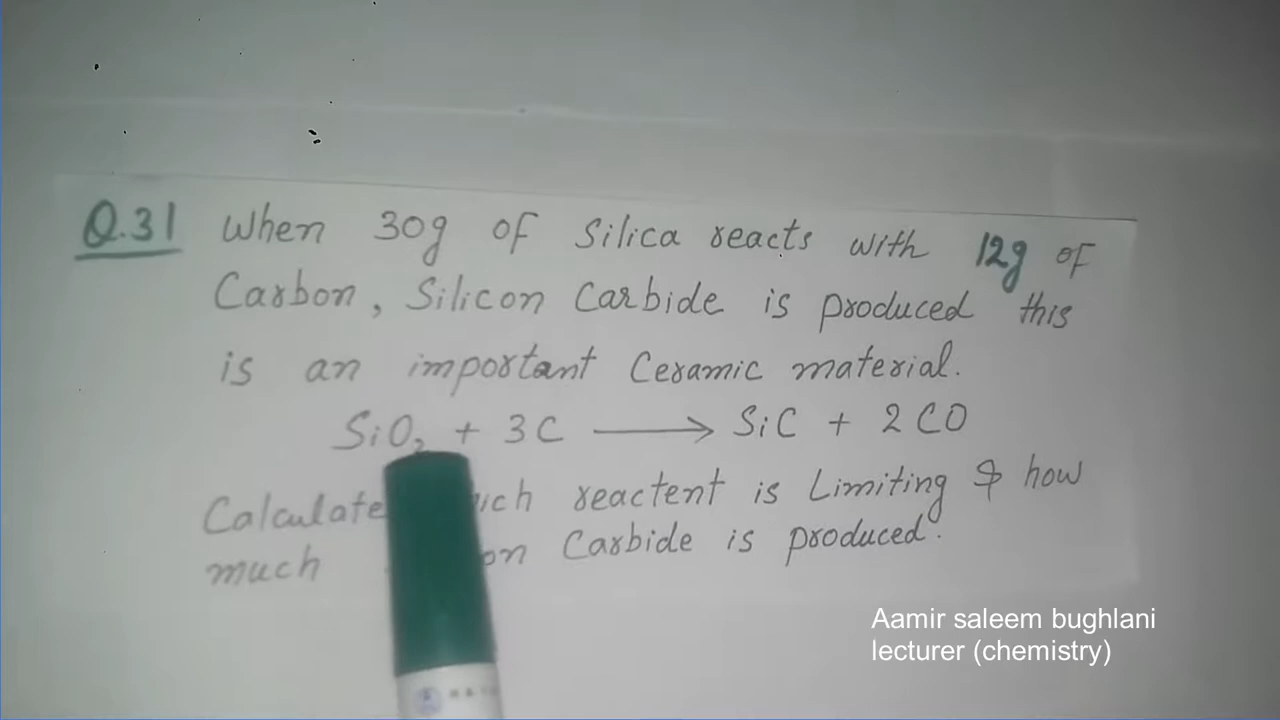 Q.31 When 30g of Silica reacts with 12g of
Carbon, Silicon Carbide is produced this
is an important Ceramic material.
SiO2 + 3C ⟶ SiC + 2CO
Calculate reactent is Limiting & how
much Carbide is produced.
Aamir saleem bughlani
lecturer (chemistry)